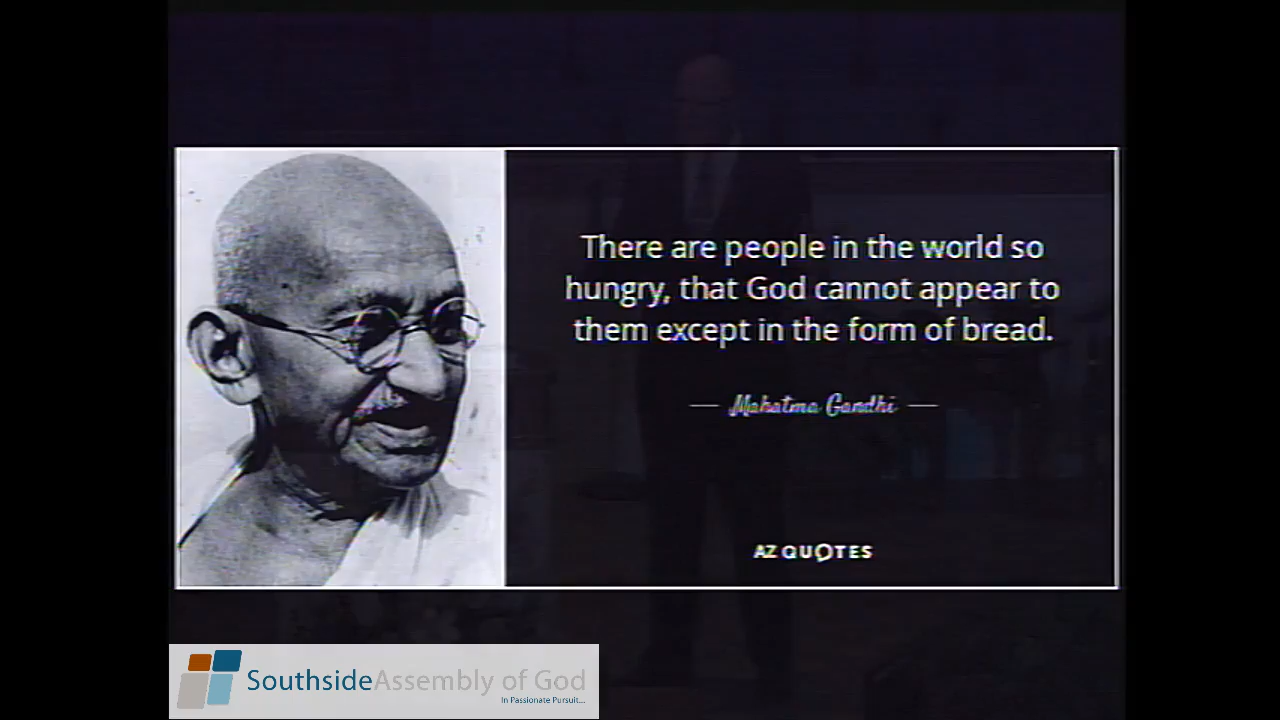 There are people in the world so
hungry, that God cannot appear to
them except in the form of bread.
Mahatma Gandhi
AZ QUOTES
SouthsideAssembly of God
In Passionate Pursuit...